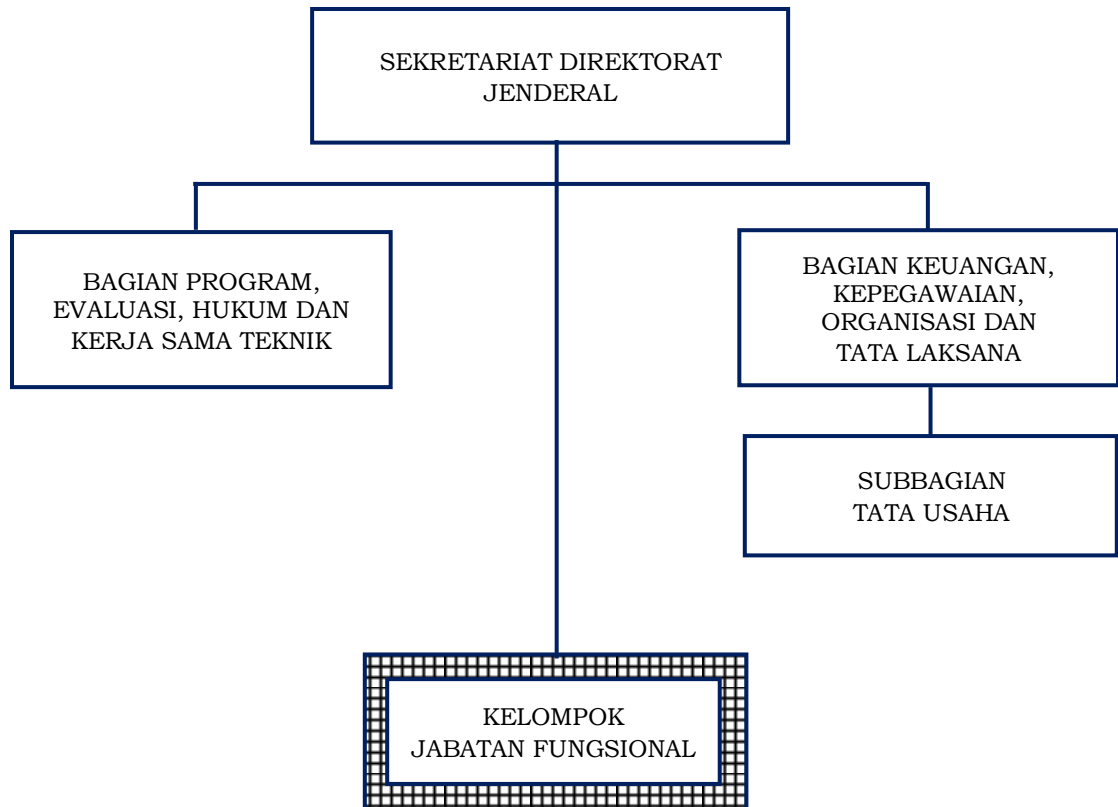 SEKRETARIAT DIREKTORAT
JENDERAL
BAGIAN PROGRAM,
EVALUASI, HUKUM DAN
KERJA SAMA TEKNIK
BAGIAN KEUANGAN,
KEPEGAWAIAN,
ORGANISASI DAN
TATA LAKSANA
SUBBAGIAN
TATA USAHA
KELOMPOK
JABATAN FUNGSIONAL